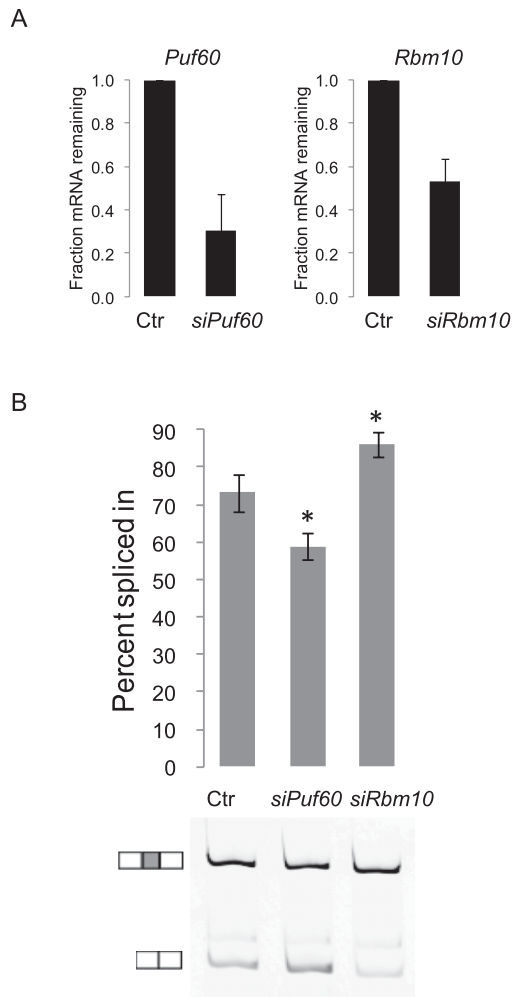 A
Puf60
Rbm10
Fraction mRNA remaining
1.0
0.8
0.6
0.4
0.2
0.0
Ctr
siPuf60
Fraction mRNA remaining
1.0
0.8
0.6
0.4
0.2
0.0
Ctr
siRbm10
B
Percent spliced in
90
80
70
60
50
40
30
20
10
0
*
*
Ctr
siPuf60
siRbm10